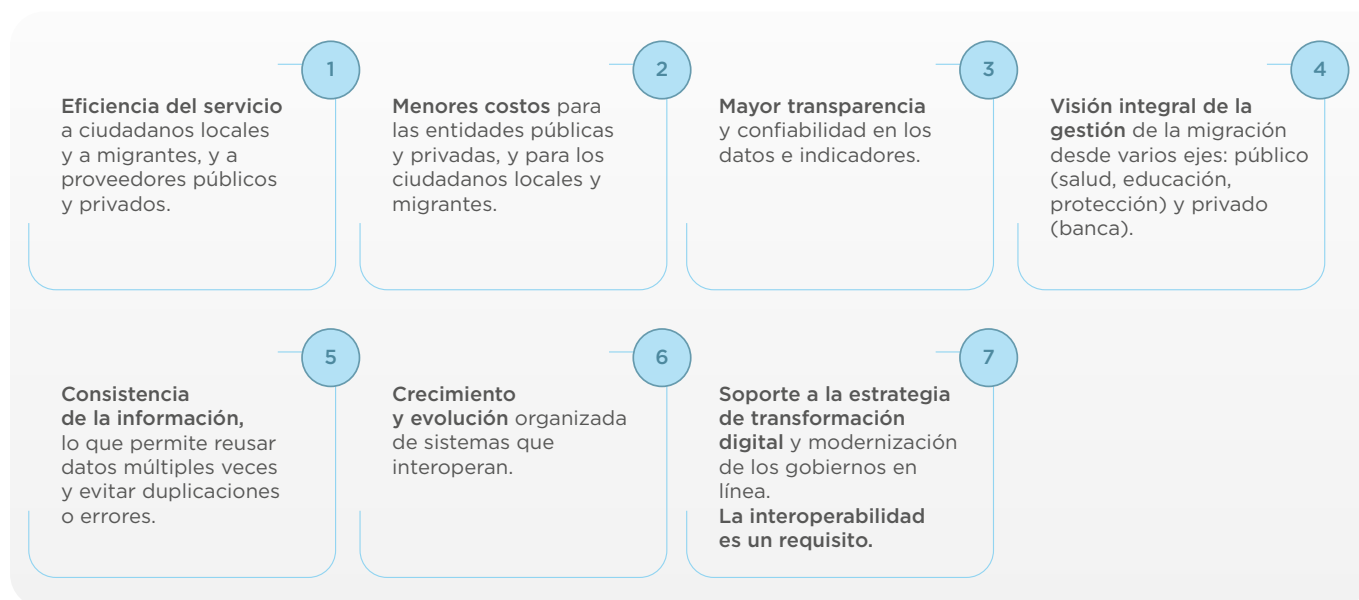 1
Eficiencia del servicio
a ciudadanos locales
y a migrantes, y a
proveedores públicos
y privados.
2
Menores costos para
las entidades públicas
y privadas, y para los
ciudadanos locales y
migrantes.
3
Mayor transparencia
y confiabilidad en los
datos e indicadores.
4
Visión integral de la
gestión de la migración
desde varios ejes: público
(salud, educación,
protección) y privado
(banca).
5
Consistencia
de la información,
lo que permite reusar
datos múltiples veces
y evitar duplicaciones
o errores.
6
Crecimiento
y evolución organizada
de sistemas que
interoperan.
7
Soporte a la estrategia
de transformación
digital y modernización
de los gobiernos en
línea.
La interoperabilidad
es un requisito.